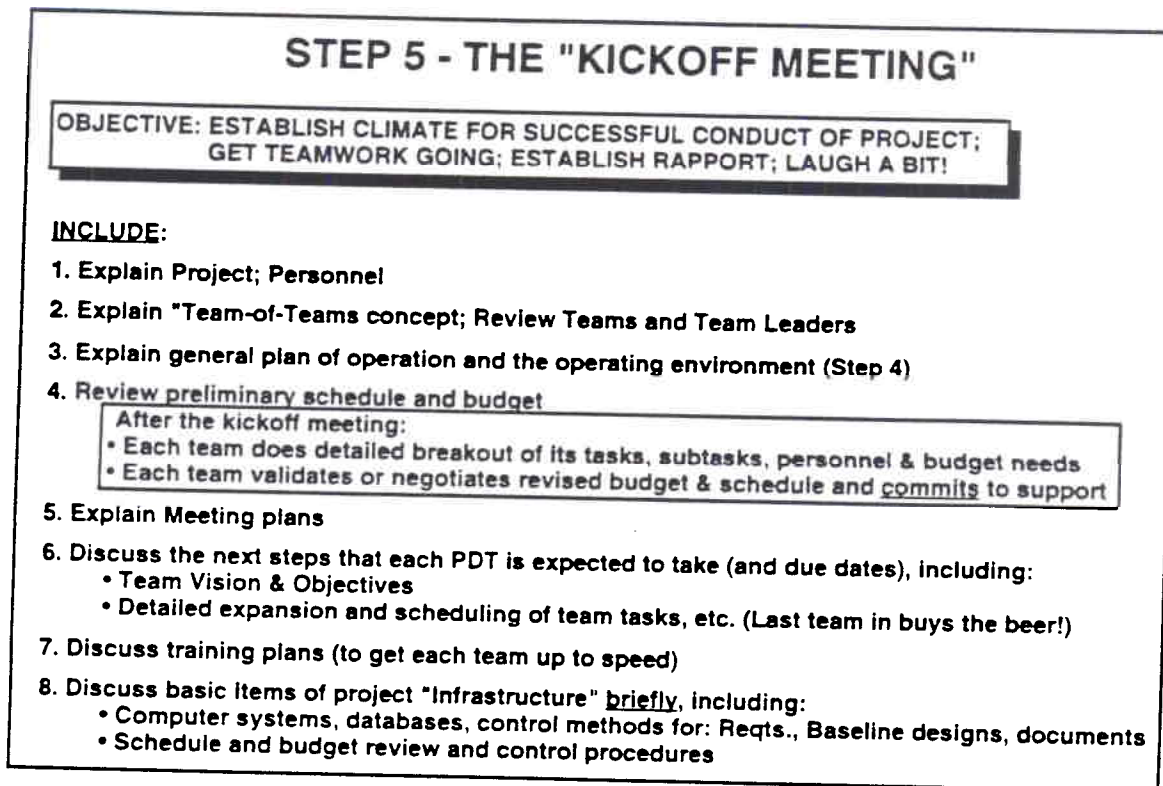 STEP 5 - THE "KICKOFF MEETING"
OBJECTIVE: ESTABLISH CLIMATE FOR SUCCESSFUL CONDUCT OF PROJECT;
GET TEAMWORK GOING; ESTABLISH RAPPORT; LAUGH A BIT!
INCLUDE:
1. Explain Project; Personnel
2. Explain "Team-of-Teams concept; Review Teams and Team Leaders
3. Explain general plan of operation and the operating environment (Step 4)
4. Review preliminary schedule and budget
After the kickoff meeting:
• Each team does detailed breakout of its tasks, subtasks, personnel & budget needs
• Each team validates or negotiates revised budget & schedule and commits to support
5. Explain Meeting plans
6. Discuss the next steps that each PDT is expected to take (and due dates), including:
• Team Vision & Objectives
• Detailed expansion and scheduling of team tasks, etc. (Last team in buys the beer!)
7. Discuss training plans (to get each team up to speed)
8. Discuss basic items of project "Infrastructure" briefly, including:
• Computer systems, databases, control methods for: Reqts., Baseline designs, documents
• Schedule and budget review and control procedures